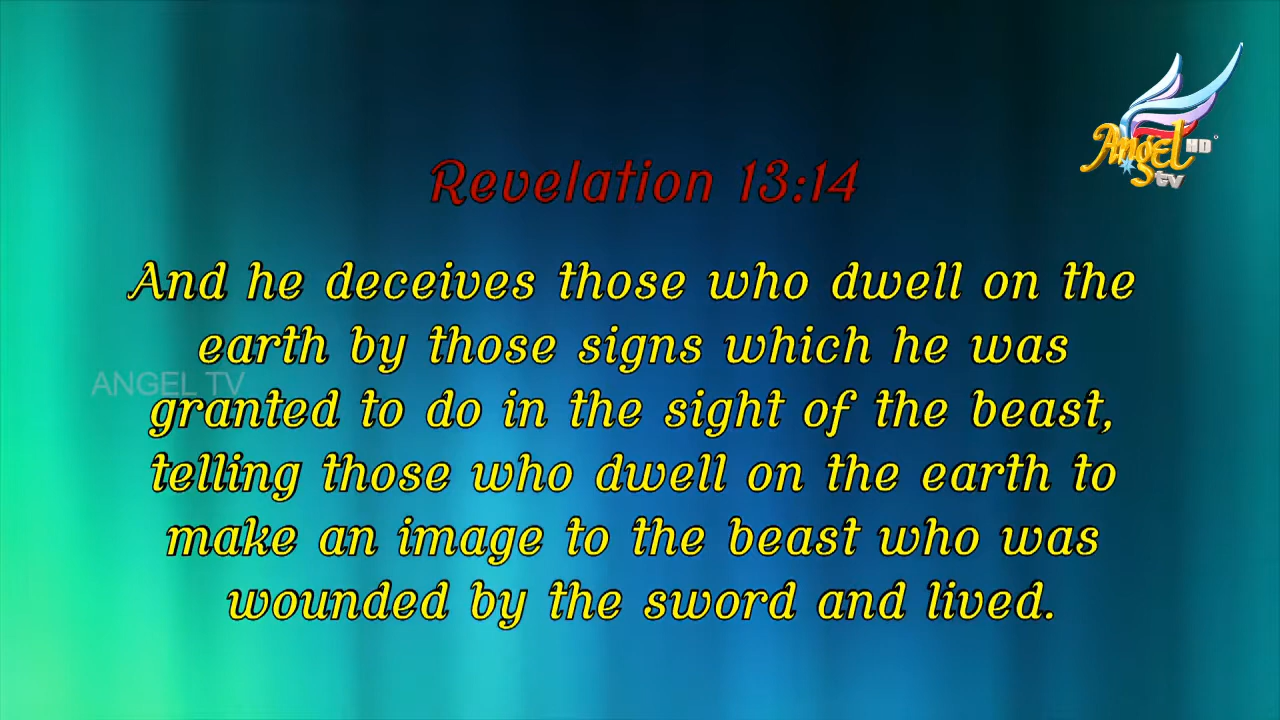 Angel HD
tv
Revelation 13:14
And he deceives those who dwell on the
earth by those signs which he was
ANGEL TV
granted to do in the sight of the beast,
telling those who dwell on the earth to
make an image to the beast who was
wounded by the sword and lived.